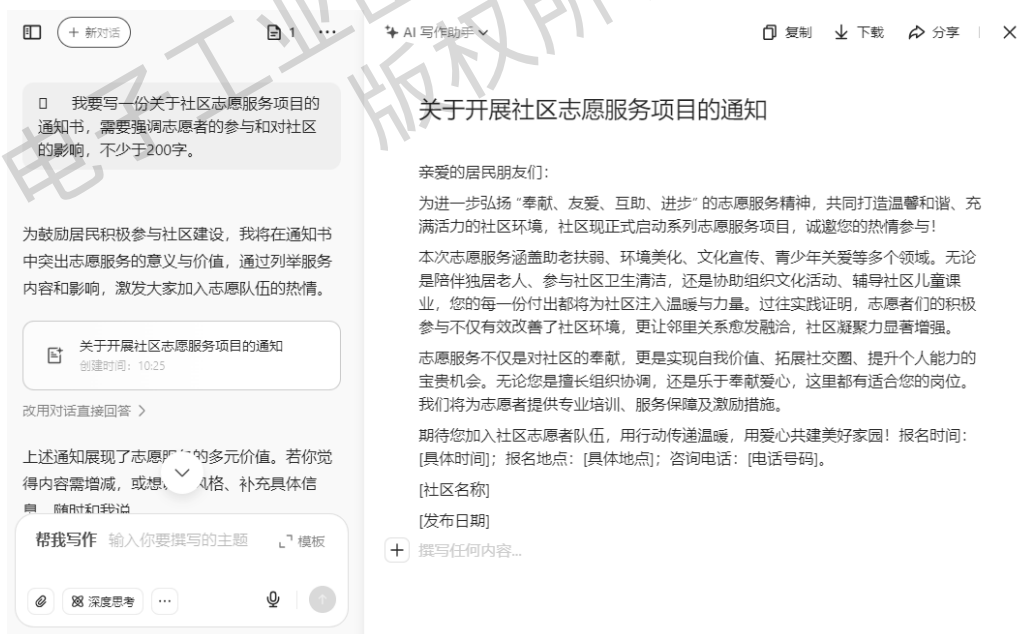 新对话
1
我要写一份关于社区志愿服务项目的
通知书，需要强调志愿者的参与和对社区
的影响，不少于200字。
为鼓励居民积极参与社区建设，我将在通知书
中突出志愿服务的意义与价值，通过列举服务
内容和影响，激发大家加入志愿队伍的热情。
关于开展社区志愿服务项目的通知
创建时间：10:25
改用对话直接回答
上述通知展现了志愿服 的多元价值。若你觉
得内容需增减，或想 风格、补充具体信
息，随时和我说
帮我写作 输入你要撰写的主题 模板
深度思考
AI 写作助手
复制 下载 分享
关于开展社区志愿服务项目的通知
亲爱的居民朋友们：
为进一步弘扬 “奉献、友爱、互助、进步” 的志愿服务精神，共同打造温馨和谐、充
满活力的社区环境，社区现正式启动系列志愿服务项目，诚邀您的热情参与！
本次志愿服务涵盖助老扶弱、环境美化、文化宣传、青少年关爱等多个领域。无论
是陪伴独居老人、参与社区卫生清洁，还是协助组织文化活动、辅导社区儿童课
业，您的每一份付出都将为社区注入温暖与力量。过往实践证明，志愿者们的积极
参与不仅有效改善了社区环境，更让邻里关系愈发融洽，社区凝聚力显著增强。
志愿服务不仅是对社区的奉献，更是实现自我价值、拓展社交圈、提升个人能力的
宝贵机会。无论您是擅长组织协调，还是乐于奉献爱心，这里都有适合您的岗位。
我们将为志愿者提供专业培训、服务保障及激励措施。
期待您加入社区志愿者队伍，用行动传递温暖，用爱心共建美好家园！报名时间：
[具体时间]；报名地点：[具体地点]；咨询电话：[电话号码]。
[社区名称]
[发布日期]
撰写任何内容...
电子工业
版权所